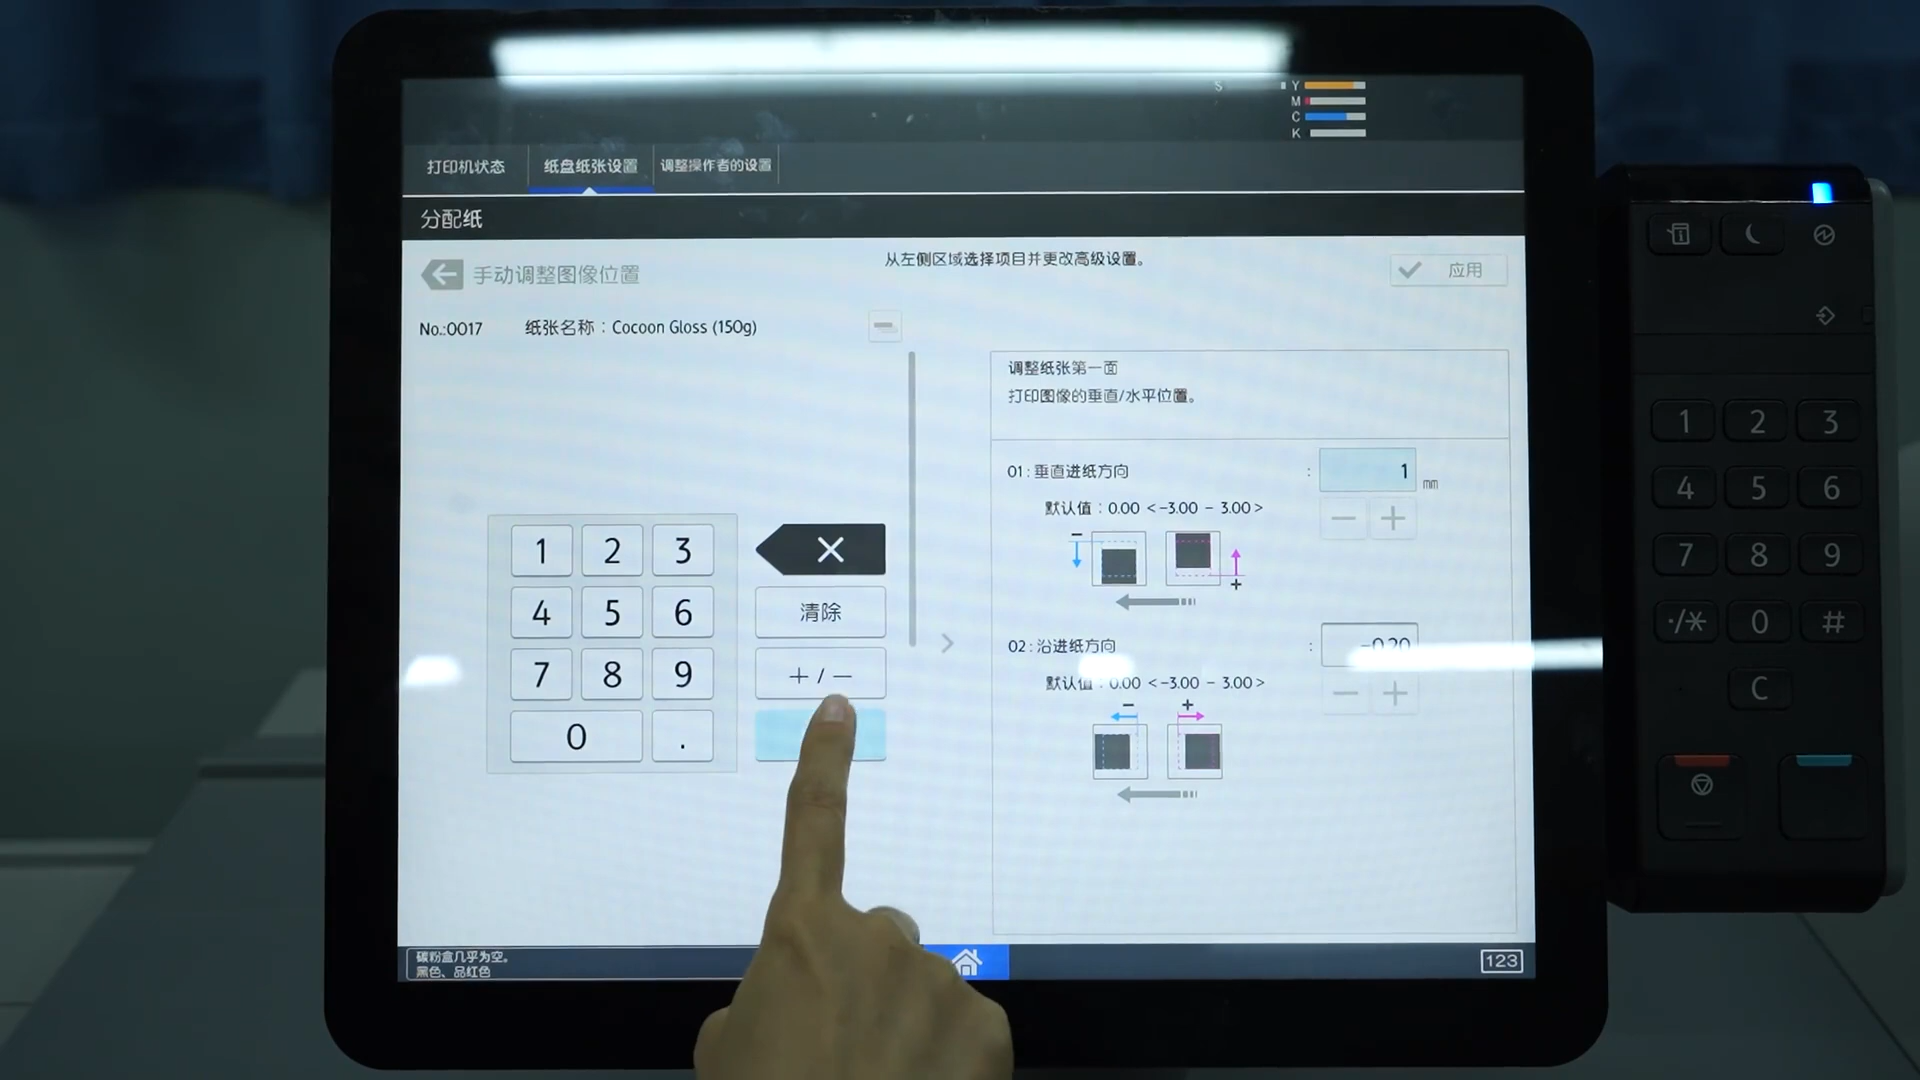 S
Y
M
C
K
打印机状态 纸盘纸张设置 调整操作者的设置
分配纸
手动调整图像位置
从左侧区域选择项目并更改高级设置。
应用
No.:0017 纸张名称：Cocoon Gloss (150g)
调整纸张第一面
打印图像的垂直/水平位置。
01：垂直进纸方向 : 1 mm
默认值：0.00 <-3.00 - 3.00>
− +
− +
02：沿进纸方向 : -0.20
默认值：0.00 <-3.00 - 3.00>
− +
− +
1 2 3
4 5 6 清除
7 8 9 + / −
0 .
碳粉盒几乎为空。
黑色、品红色
123
1 2 3
4 5 6
7 8 9
·/* 0 #
C